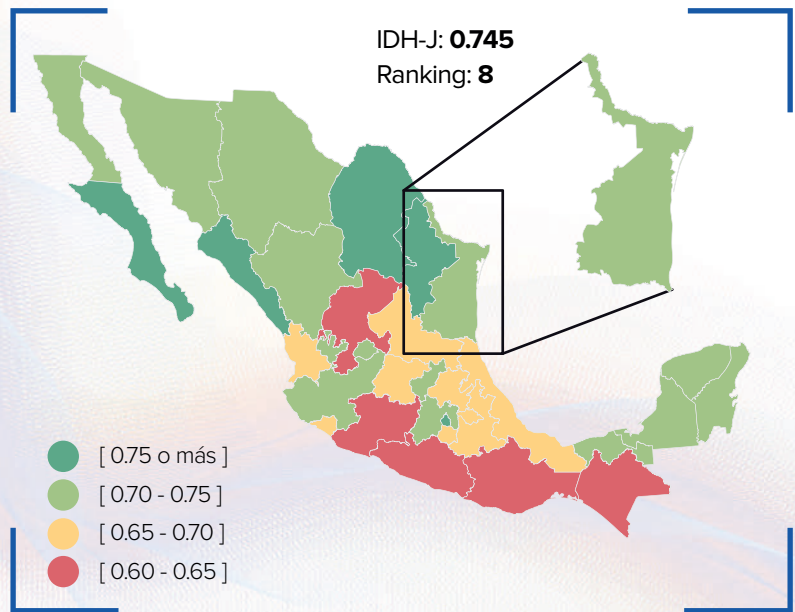 IDH-J: 0.745
Ranking: 8
[ 0.75 o más ]
[ 0.70 - 0.75 ]
[ 0.65 - 0.70 ]
[ 0.60 - 0.65 ]